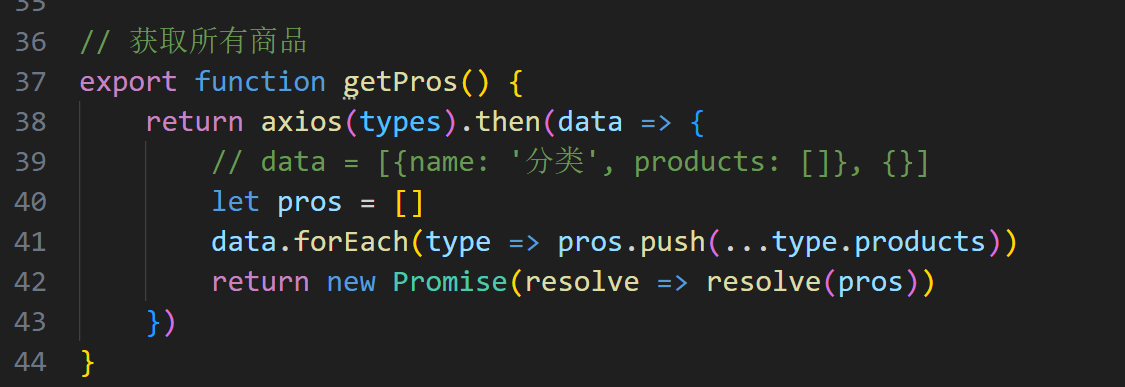 35
36 // 获取所有商品
37 export function getPros() {
38 return axios(types).then(data => {
39 // data = [{name: '分类', products: []}, {}]
40 let pros = []
41 data.forEach(type => pros.push(...type.products))
42 return new Promise(resolve => resolve(pros))
43 })
44 }